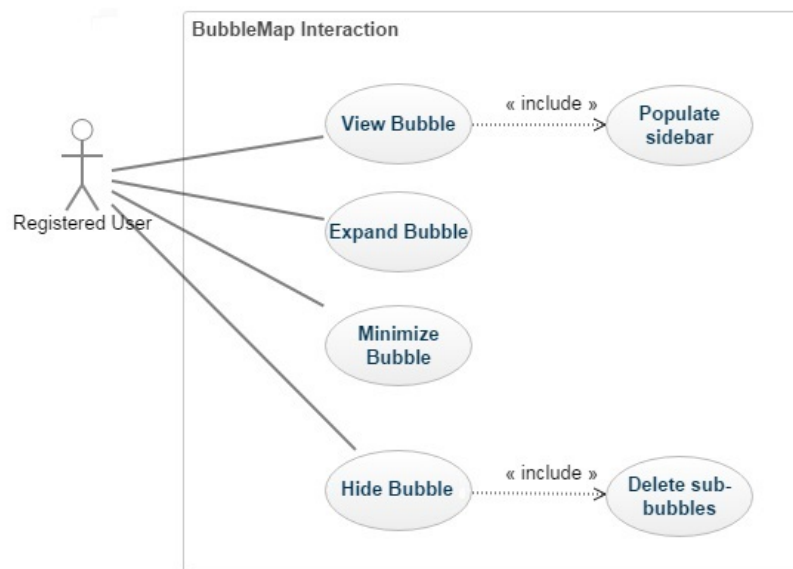 BubbleMap Interaction
View Bubble
« include »
Populate
sidebar
Registered User
Expand Bubble
Minimize
Bubble
Hide Bubble
« include »
Delete sub-
bubbles